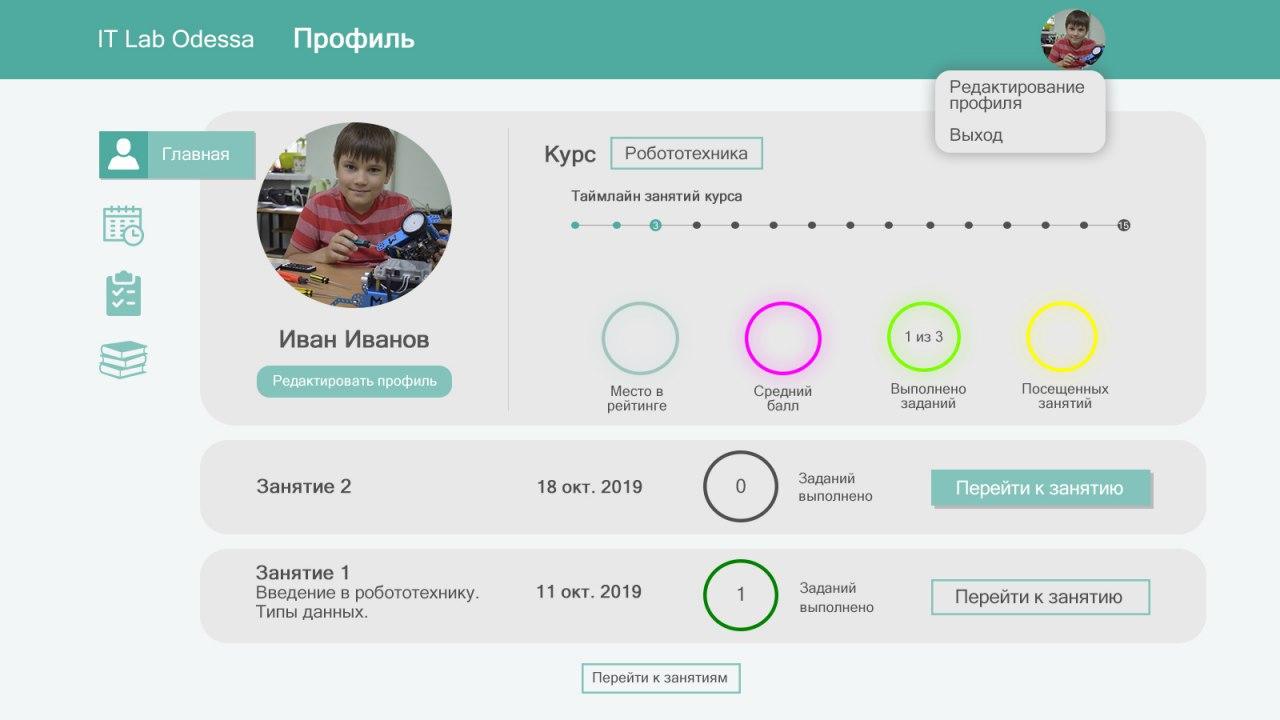 IT Lab Odessa
Профиль
Редактирование
профиля
Выход
Главная
Курс
Робототехника
Таймлайн занятий курса
3
15
Иван Иванов
Редактировать профиль
1 из 3
Место в
рейтинге
Средний
балл
Выполнено
заданий
Посещенных
занятий
Занятие 2
18 окт. 2019
0
Заданий
выполнено
Перейти к занятию
Занятие 1
Введение в робототехнику.
Типы данных.
11 окт. 2019
1
Заданий
выполнено
Перейти к занятию
Перейти к занятиям